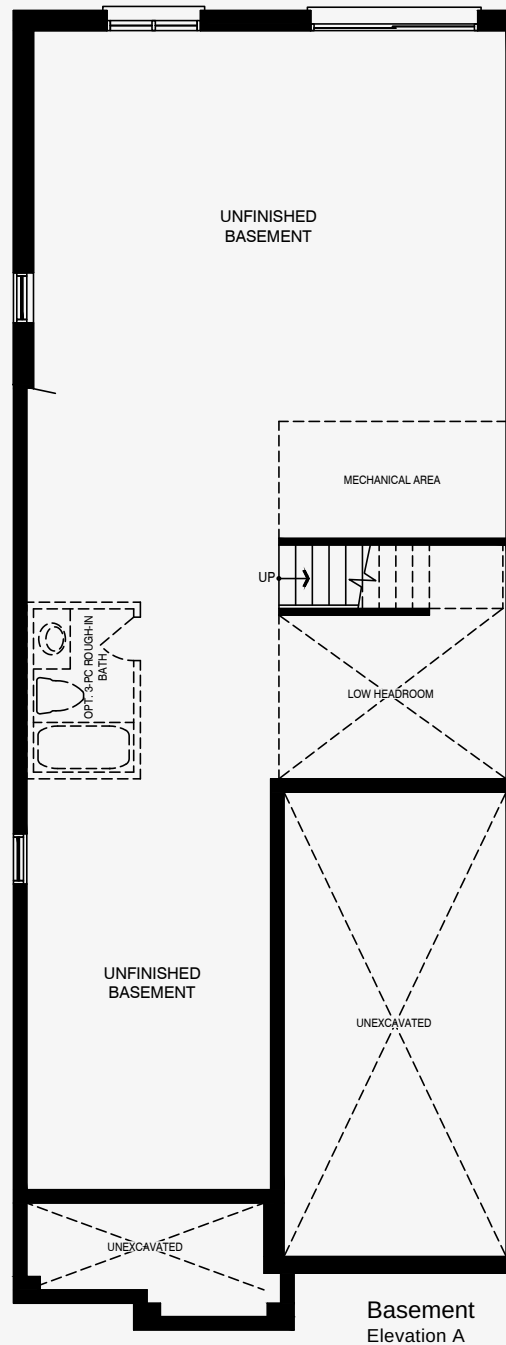 UNFINISHED
BASEMENT
MECHANICAL AREA
UP
OPT. 3-PC ROUGH-IN
BATH
LOW HEADROOM
UNFINISHED
BASEMENT
UNEXCAVATED
UNEXCAVATED
Basement
Elevation A